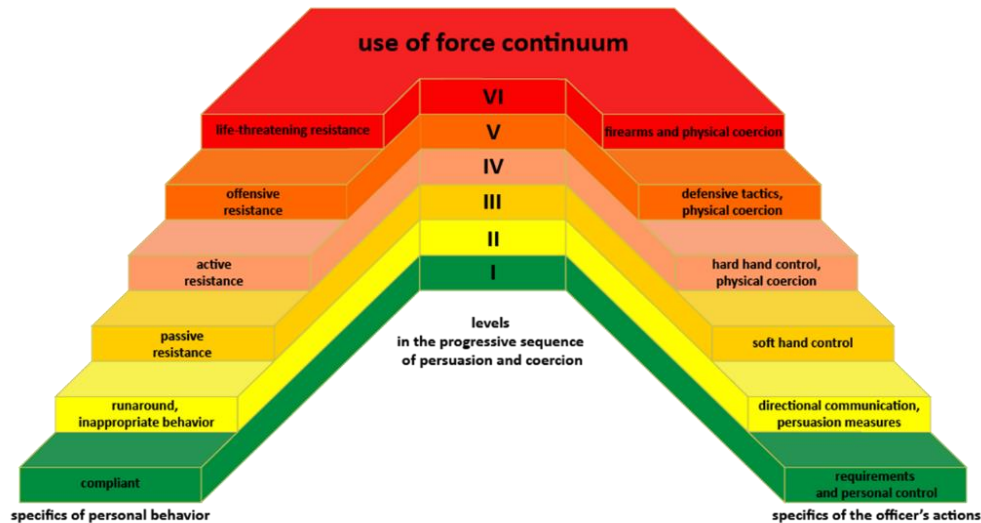 use of force continuum
VI
life-threatening resistance
firearms and physical coercion
V
offensive
resistance
defensive tactics,
physical coercion
IV
active
resistance
hard hand control,
physical coercion
III
passive
resistance
soft hand control
II
runaround,
inappropriate behavior
directional communication,
persuasion measures
I
compliant
requirements
and personal control
levels
in the progressive sequence
of persuasion and coercion
specifics of personal behavior
specifics of the officer's actions